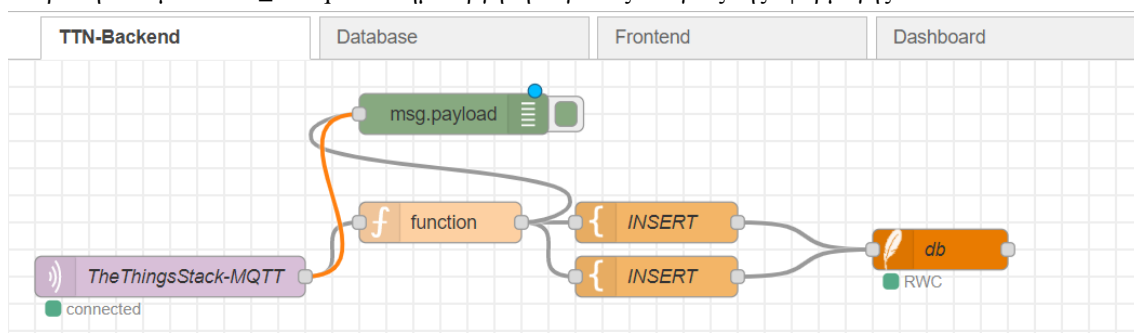 TTN-Backend
Database
Frontend
Dashboard
msg.payload
function
INSERT
db
TheThingsStack-MQTT
INSERT
RWC
connected